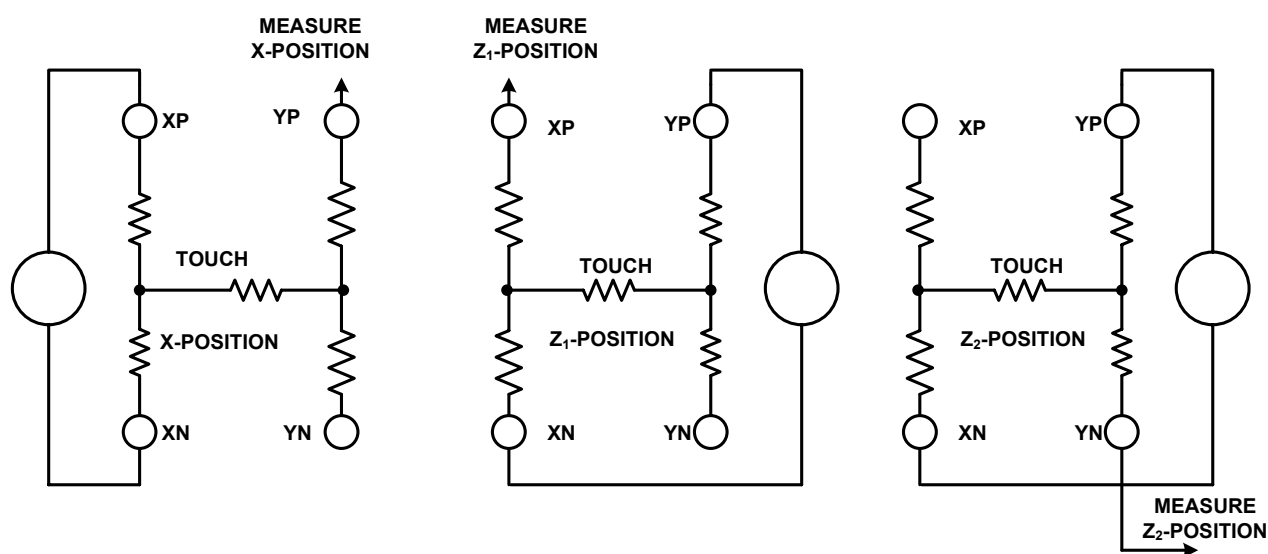 MEASURE
X-POSITION
XP
YP
TOUCH
X-POSITION
XN
YN
MEASURE
Z₁-POSITION
XP
YP
TOUCH
Z₁-POSITION
XN
YN
XP
YP
TOUCH
Z₂-POSITION
XN
YN
MEASURE
Z₂-POSITION